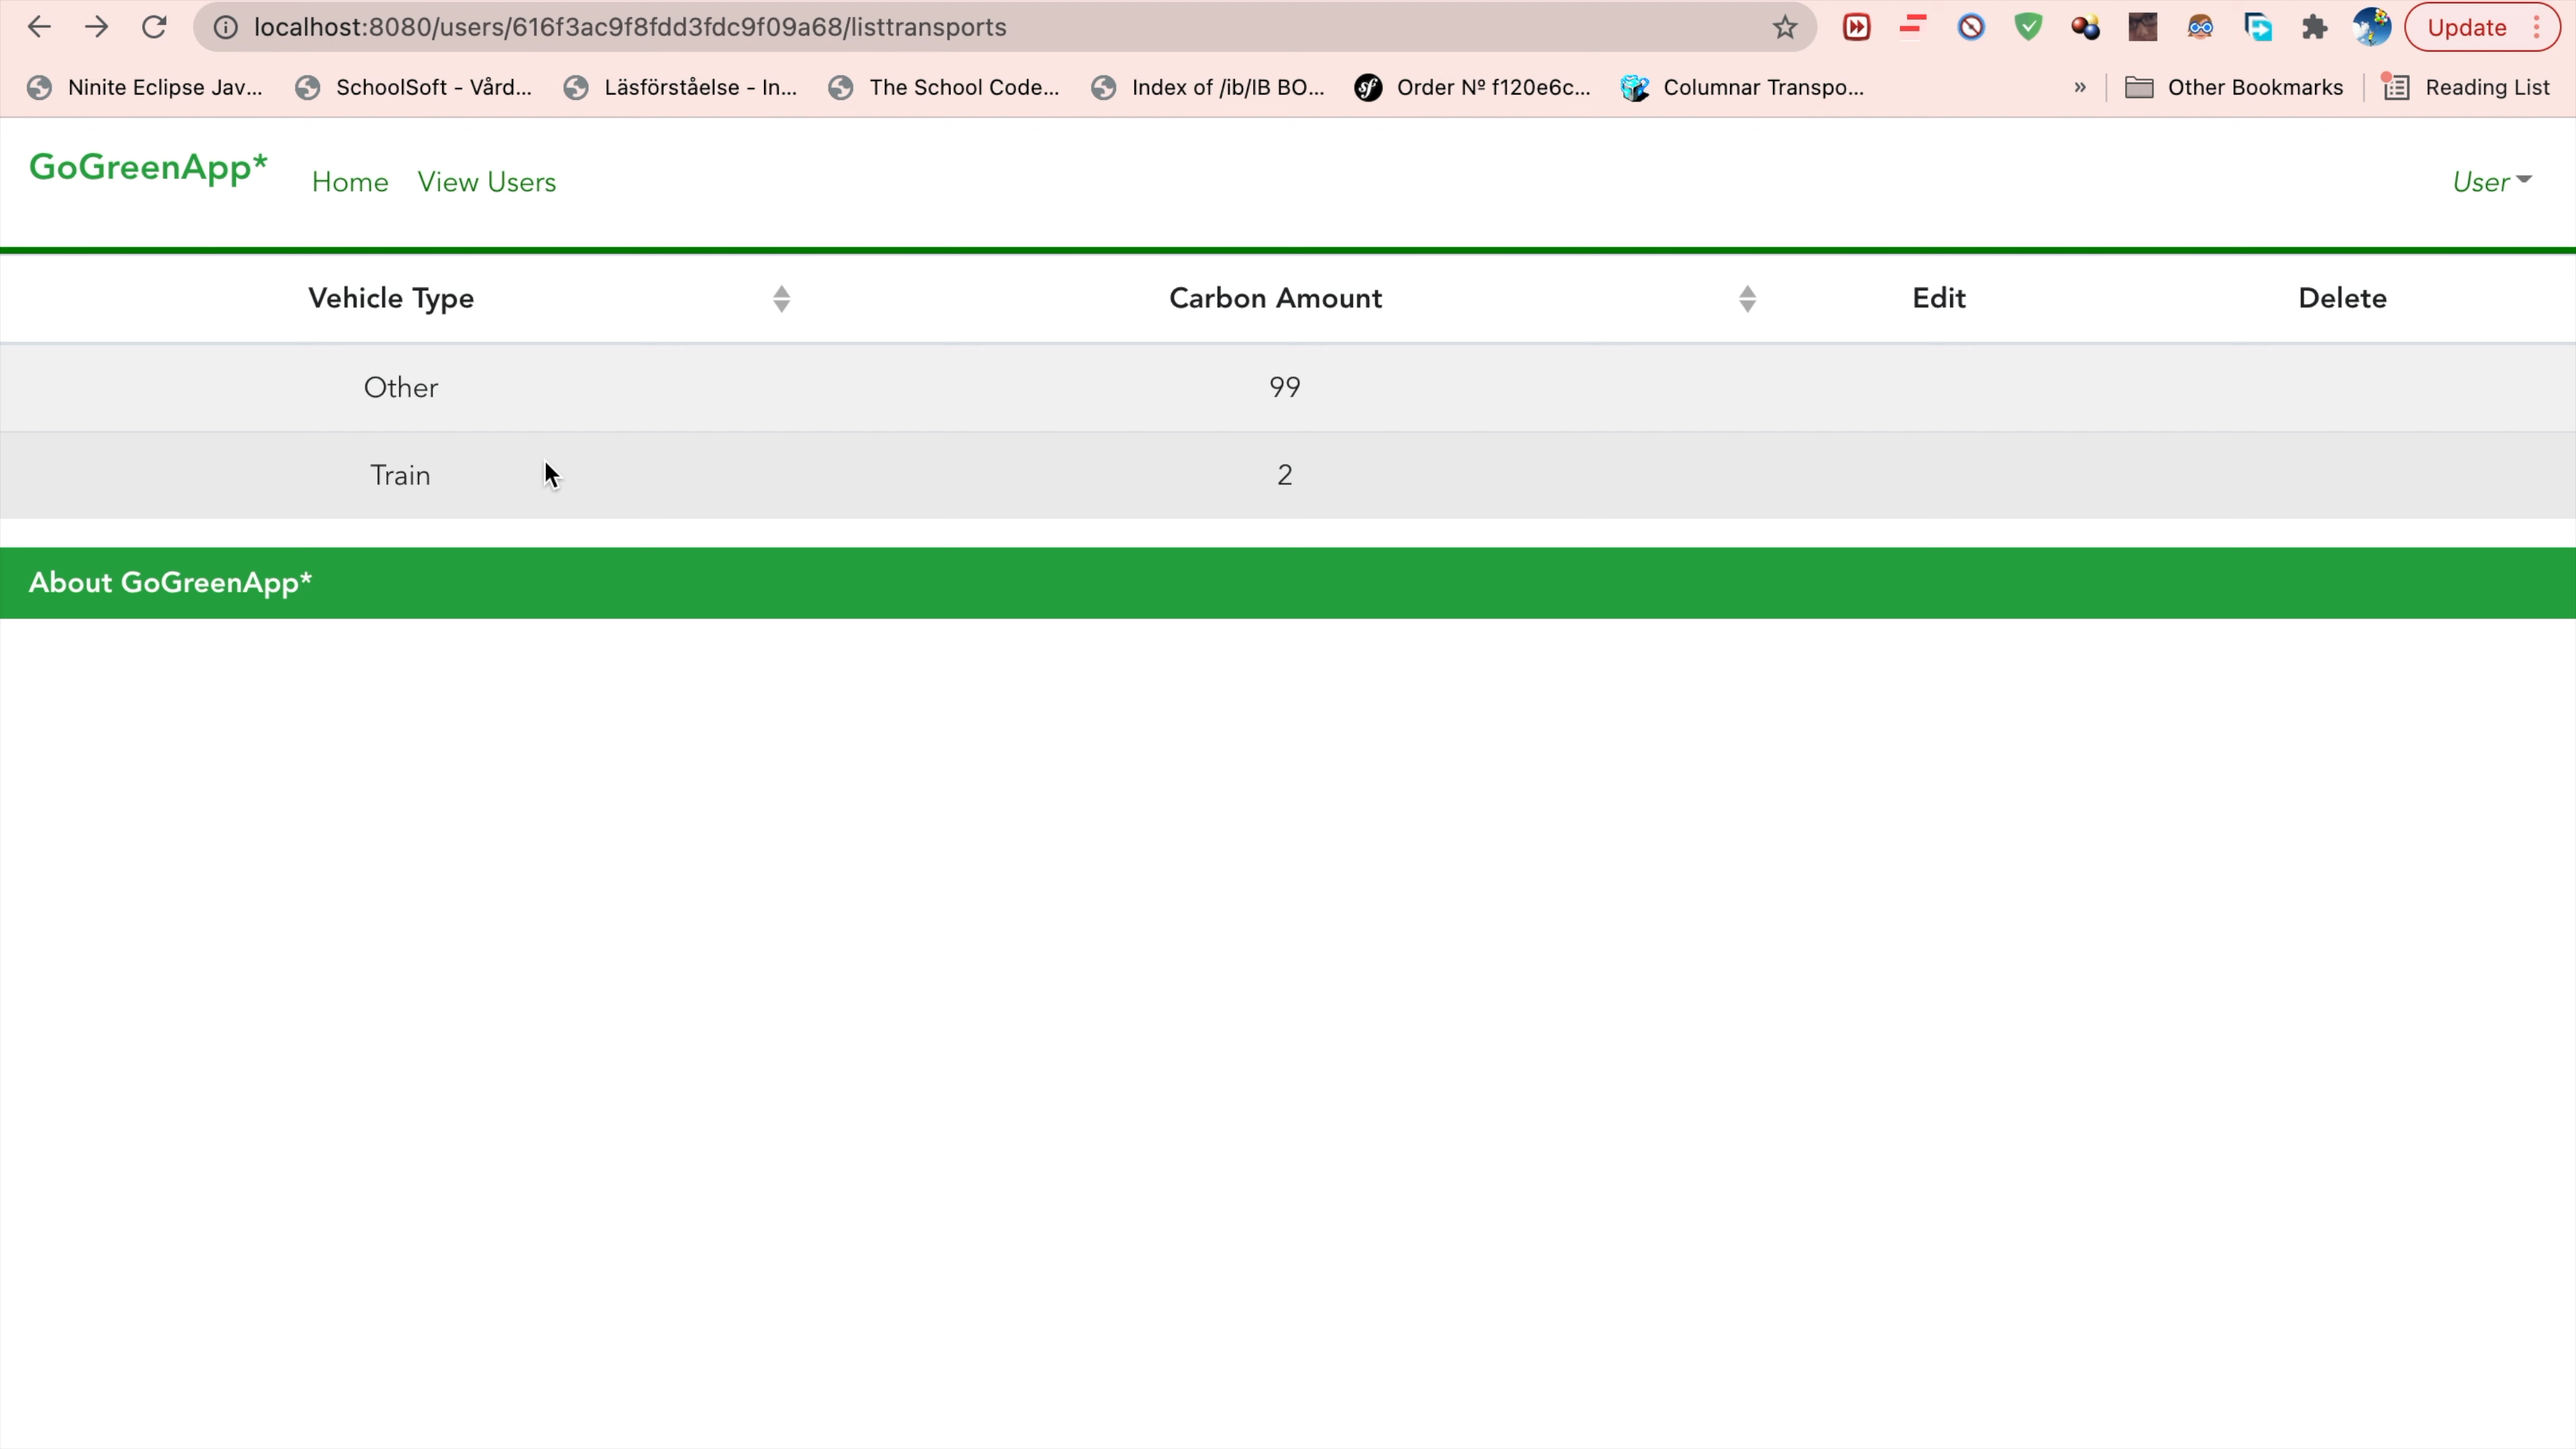 localhost:8080/users/616f3ac9f8fdd3fdc9f09a68/listtransports
Update
Ninite Eclipse Jav... SchoolSoft - Vård... Läsförståelse - In... The School Code... Index of /ib/IB BO... Order Nº f120e6c... Columnar Transpo... » Other Bookmarks Reading List
GoGreenApp* Home View Users User
Vehicle Type Carbon Amount Edit Delete
Other 99
Train 2
About GoGreenApp*